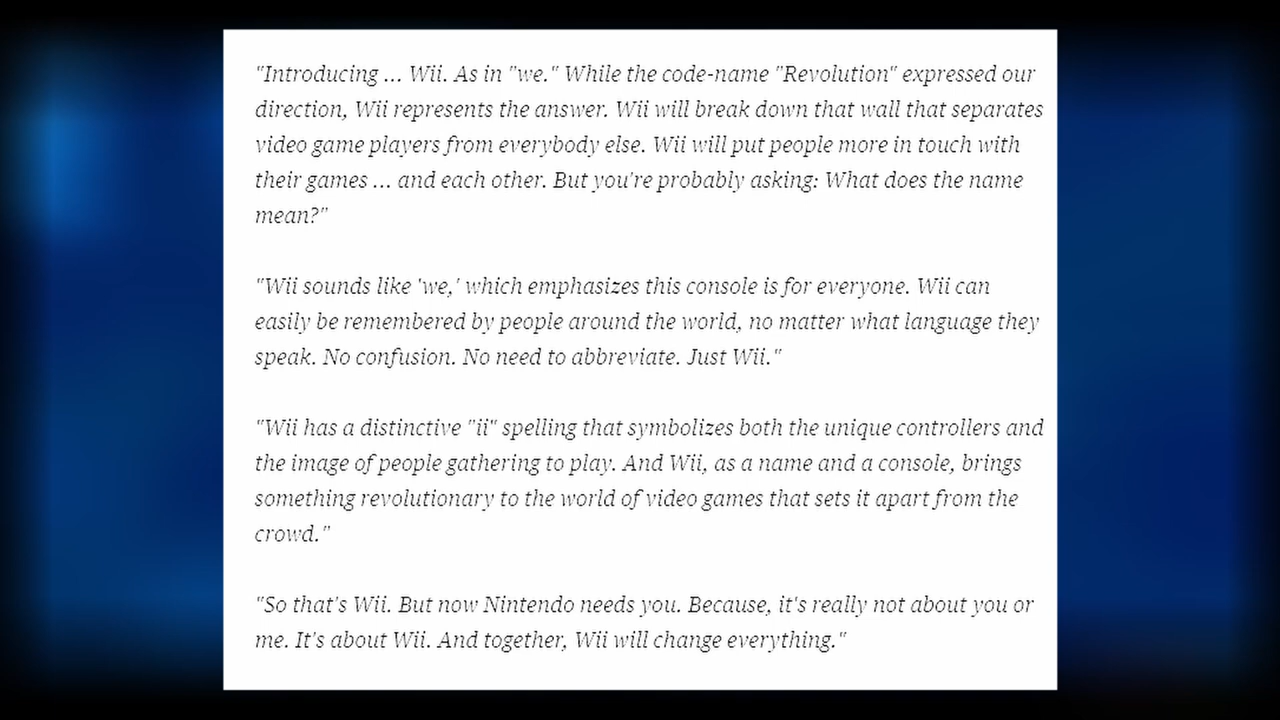 "Introducing ... Wii. As in "we." While the code-name "Revolution" expressed our
direction, Wii represents the answer. Wii will break down that wall that separates
video game players from everybody else. Wii will put people more in touch with
their games ... and each other. But you're probably asking: What does the name
mean?"
"Wii sounds like 'we,' which emphasizes this console is for everyone. Wii can
easily be remembered by people around the world, no matter what language they
speak. No confusion. No need to abbreviate. Just Wii."
"Wii has a distinctive "ii" spelling that symbolizes both the unique controllers and
the image of people gathering to play. And Wii, as a name and a console, brings
something revolutionary to the world of video games that sets it apart from the
crowd."
"So that's Wii. But now Nintendo needs you. Because, it's really not about you or
me. It's about Wii. And together, Wii will change everything."